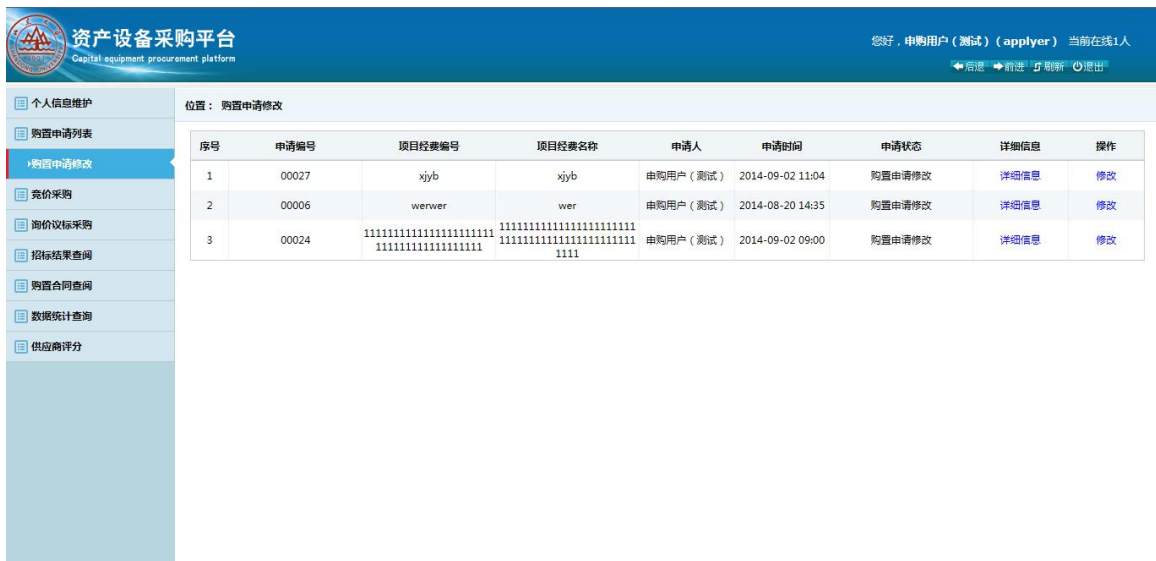 资产设备采购平台
Capital equipment procurement platform
您好，申购用户（测试）（applyer） 当前在线1人
后退 前进 刷新 退出
个人信息维护
购置申请列表
购置申请修改
竞价采购
询价议标采购
招标结果查阅
购置合同查阅
数据统计查询
供应商评分
位置： 购置申请修改
序号 申请编号 项目经费编号 项目经费名称 申请人 申请时间 申请状态 详细信息 操作
1 00027 xjyb xjyb 申购用户（测试） 2014-09-02 11:04 购置申请修改 详细信息 修改
2 00006 werwer wer 申购用户（测试） 2014-08-20 14:35 购置申请修改 详细信息 修改
3 00024 申购用户（测试） 2014-09-02 09:00 购置申请修改 详细信息 修改
1111